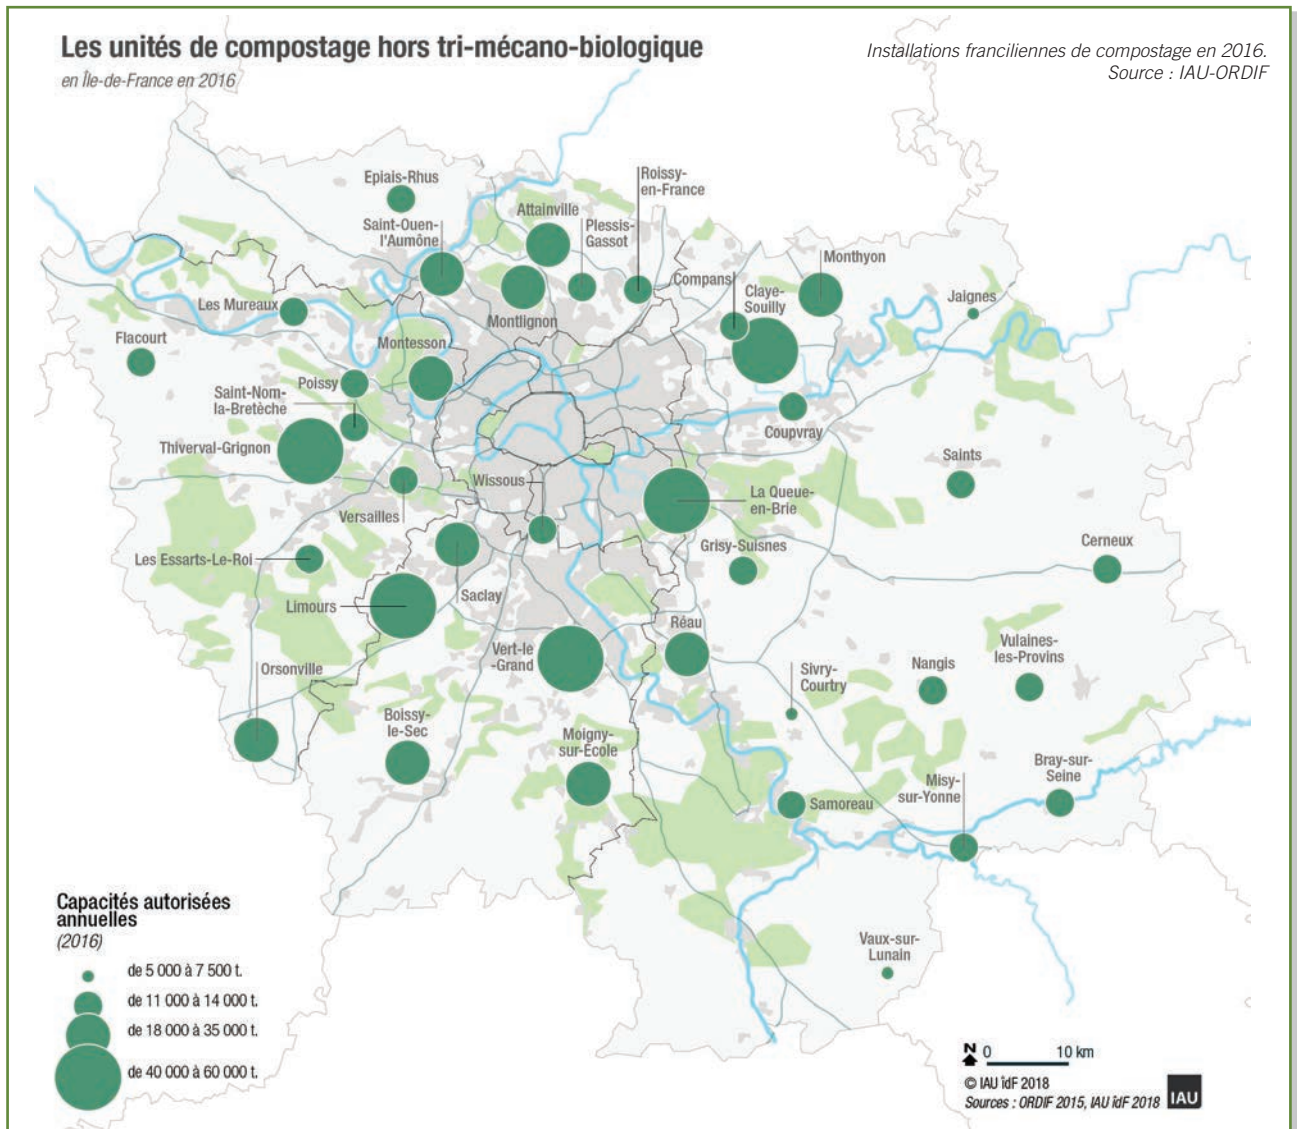 Les unités de compostage hors tri-mécano-biologique
en Île-de-France en 2016
Installations franciliennes de compostage en 2016.
Source : IAU-ORDIF
Epiais-Rhus
Saint-Ouen-
l'Aumône
Attainville
Plessis-
Gassot
Roissy-
en-France
Compans
Claye-
Souilly
Monthyon
Jaignes
Les Mureaux
Montlignon
Flacourt
Montesson
Poissy
Saint-Nom-
la-Bretèche
Thiverval-Grignon
Coupvray
Saints
Wissous
Versailles
La Queue-
en-Brie
Grisy-Suisnes
Cerneux
Les Essarts-Le-Roi
Saclay
Limours
Réau
Vert-le
-Grand
Orsonville
Sivry-
Courtry
Nangis
Vulaines-
les-Provins
Boissy-
le-Sec
Moigny-
sur-École
Misy-
sur-Yonne
Bray-sur-
Seine
Samoreau
Vaux-sur-
Lunain
Capacités autorisées
annuelles
(2016)
de 5 000 à 7 500 t.
de 11 000 à 14 000 t.
de 18 000 à 35 000 t.
de 40 000 à 60 000 t.
N 0 10 km
© IAU îdF 2018
Sources : ORDIF 2015, IAU îdF 2018
IAU